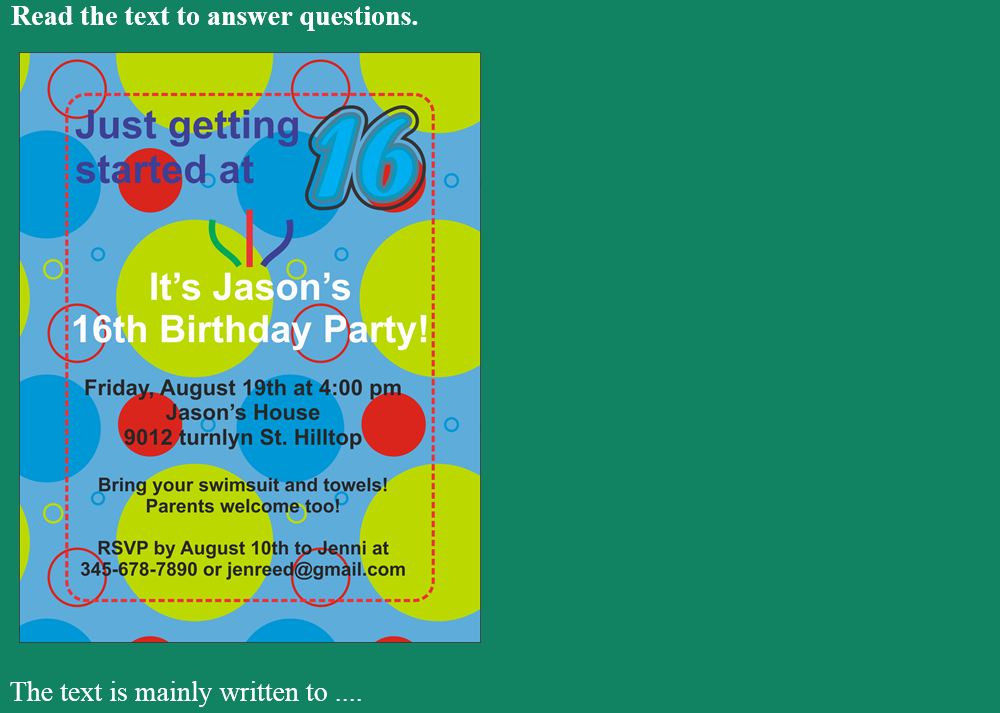 Read the text to answer questions.
Just getting
started at
16
It's Jason's
16th Birthday Party!
Friday, August 19th at 4:00 pm
Jason's House
9012 turnlyn St. Hilltop
Bring your swimsuit and towels!
Parents welcome too!
RSVP by August 10th to Jenni at
345-678-7890 or jenreed@gmail.com
The text is mainly written to ....